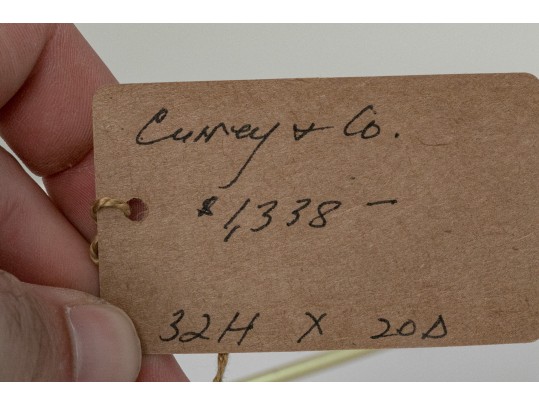 Currey & Co.
$1,338 —
32H X 20D